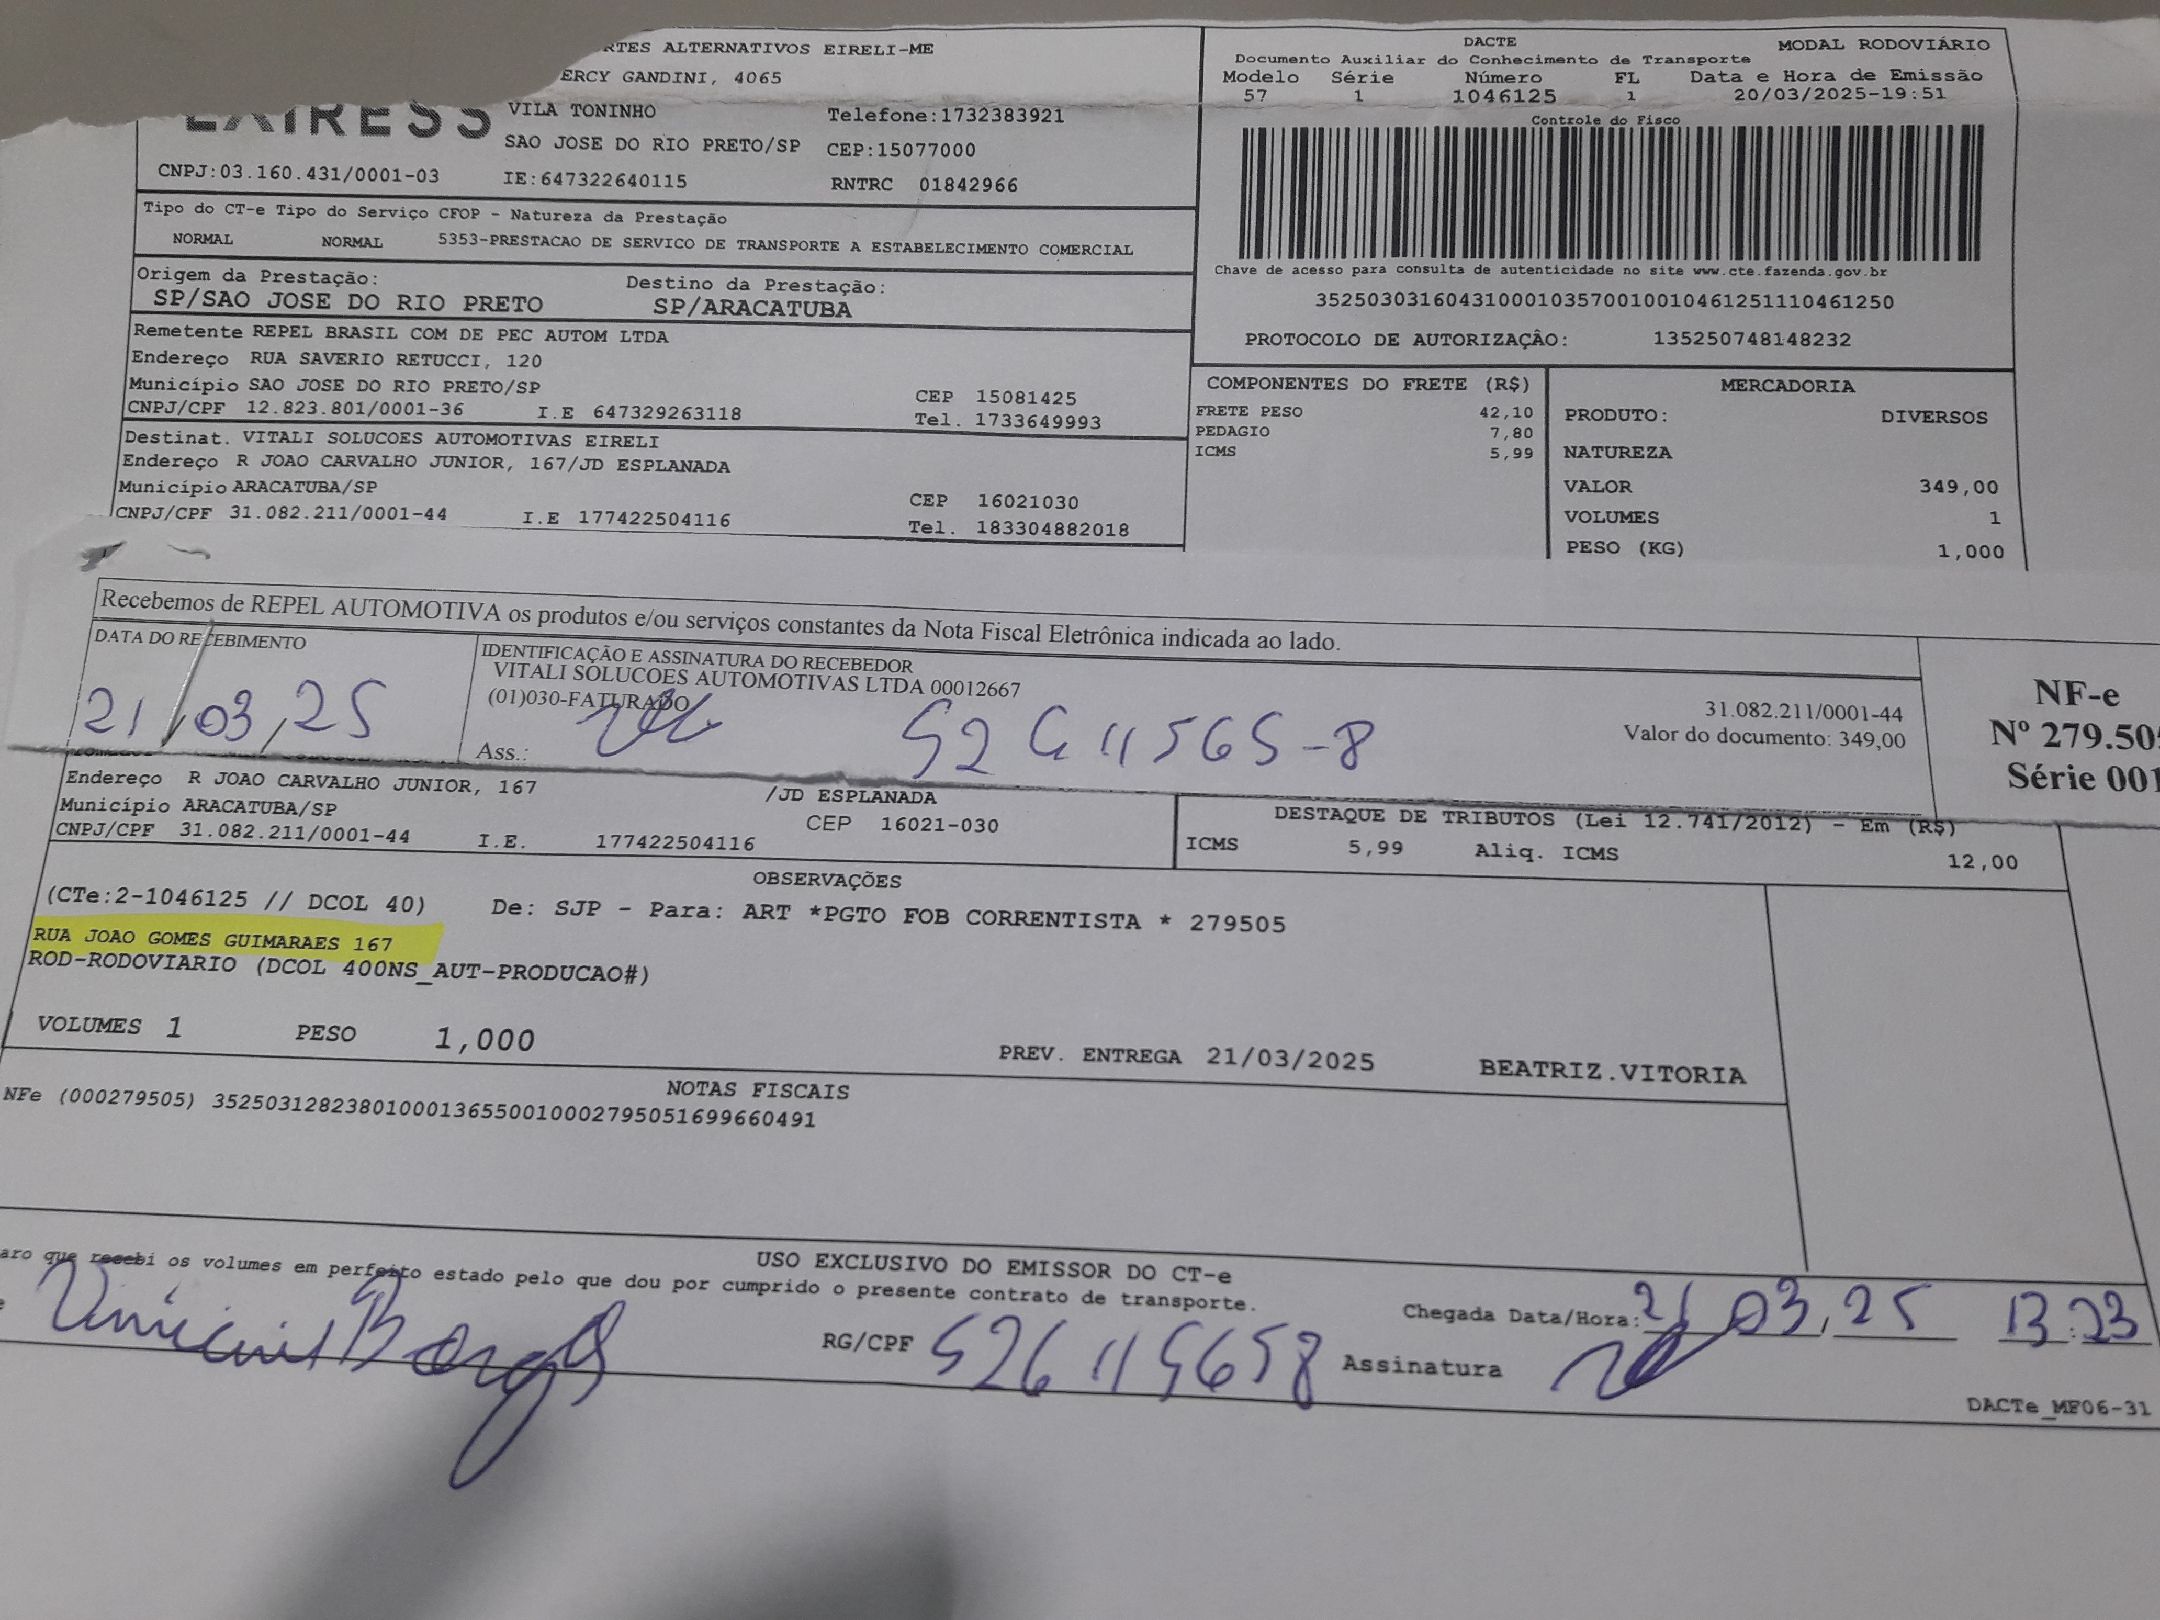 RTES ALTERNATIVOS EIRELI-ME
ERCY GANDINI, 4065
VILA TONINHO Telefone:1732383921
SAO JOSE DO RIO PRETO/SP CEP:15077000
CNPJ:03.160.431/0001-03 IE:647322640115 RNTRC 01842966
DACTE MODAL RODOVIÁRIO
Documento Auxiliar do Conhecimento de Transporte
Modelo Série Número FL Data e Hora de Emissão
57 1 1046125 1 20/03/2025-19:51
Controle do Fisco
Chave de acesso para consulta de autenticidade no site www.cte.fazenda.gov.br
35250303160431000103570010010461251110461250
PROTOCOLO DE AUTORIZAÇÂO: 135250748148232
Tipo do CT-e Tipo do Serviço CFOP - Natureza da Prestação
NORMAL NORMAL 5353-PRESTACAO DE SERVICO DE TRANSPORTE A ESTABELECIMENTO COMERCIAL
Origem da Prestação: Destino da Prestação:
SP/SAO JOSE DO RIO PRETO SP/ARACATUBA
Remetente REPEL BRASIL COM DE PEC AUTOM LTDA
Endereço RUA SAVERIO RETUCCI, 120
Município SAO JOSE DO RIO PRETO/SP CEP 15081425
CNPJ/CPF 12.823.801/0001-36 I.E 647329263118 Tel. 1733649993
Destinat. VITALI SOLUCOES AUTOMOTIVAS EIRELI
Endereço R JOAO CARVALHO JUNIOR, 167/JD ESPLANADA
Município ARACATUBA/SP CEP 16021030
CNPJ/CPF 31.082.211/0001-44 I.E 177422504116 Tel. 183304882018
COMPONENTES DO FRETE (R$)
FRETE PESO 42,10
PEDAGIO 7,80
ICMS 5,99
MERCADORIA
PRODUTO: DIVERSOS
NATUREZA
VALOR 349,00
VOLUMES 1
PESO (KG) 1,000
Recebemos de REPEL AUTOMOTIVA os produtos e/ou serviços constantes da Nota Fiscal Eletrônica indicada ao lado.
DATA DO RECEBIMENTO
21/03,25
IDENTIFICAÇÃO E ASSINATURA DO RECEBEDOR
VITALI SOLUCOES AUTOMOTIVAS LTDA 00012667
(01)030-FATURADO
Ass.: 52611565-8
31.082.211/0001-44
Valor do documento: 349,00
NF-e
Nº 279.505
Série 001
Endereço R JOAO CARVALHO JUNIOR, 167 /JD ESPLANADA
Município ARACATUBA/SP CEP 16021-030
CNPJ/CPF 31.082.211/0001-44 I.E. 177422504116
DESTAQUE DE TRIBUTOS (Lei 12.741/2012) - Em (R$)
ICMS 5,99 Aliq. ICMS 12,00
OBSERVAÇÕES
(CTe:2-1046125 // DCOL 40) De: SJP - Para: ART *PGTO FOB CORRENTISTA * 279505
RUA JOAO GOMES GUIMARAES 167
ROD-RODOVIARIO (DCOL 400NS_AUT-PRODUCAO#)
VOLUMES 1 PESO 1,000 PREV. ENTREGA 21/03/2025 BEATRIZ.VITORIA
NOTAS FISCAIS
NFe (000279505) 35250312823801000136550010002795051699660491
USO EXCLUSIVO DO EMISSOR DO CT-e
aro que recebi os volumes em perfeito estado pelo que dou por cumprido o presente contrato de transporte.
Vinicius Borges RG/CPF 526115658 Assinatura
Chegada Data/Hora: 21 03,25 13:23
DACTe_MF06-31